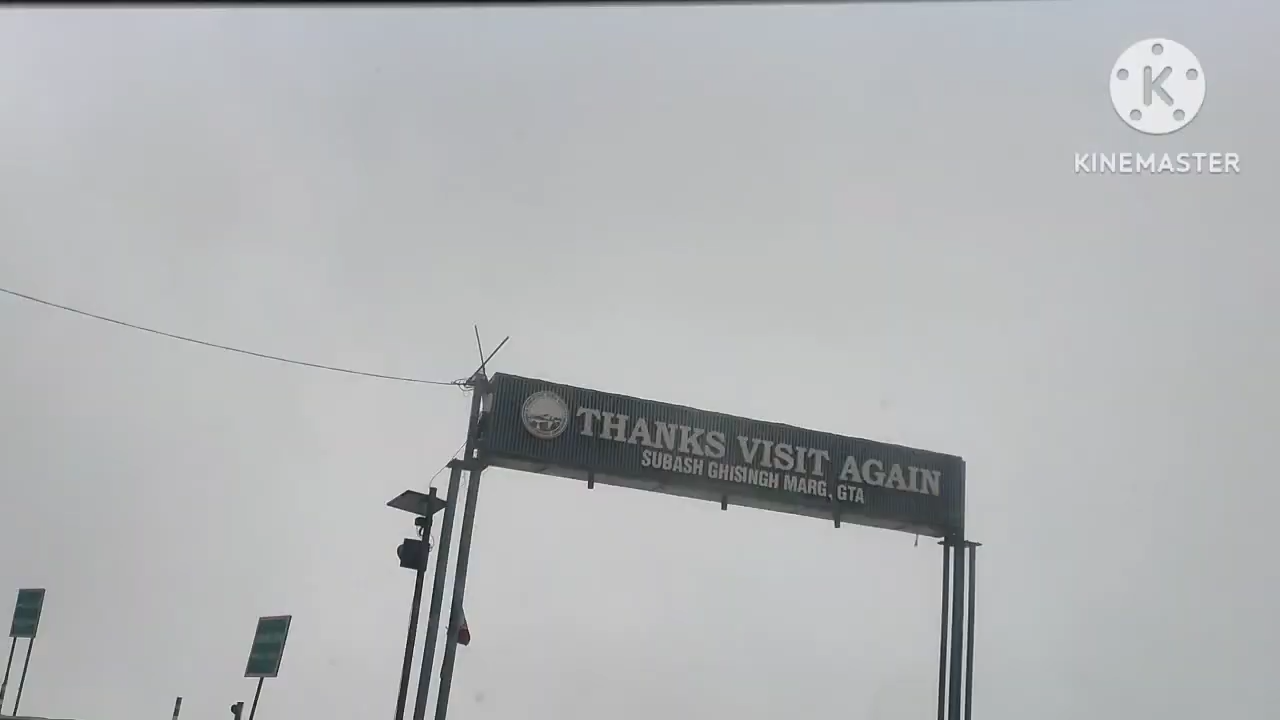 K
KINEMASTER
THANKS VISIT AGAIN
SUBASH GHISINGH MARG, GTA